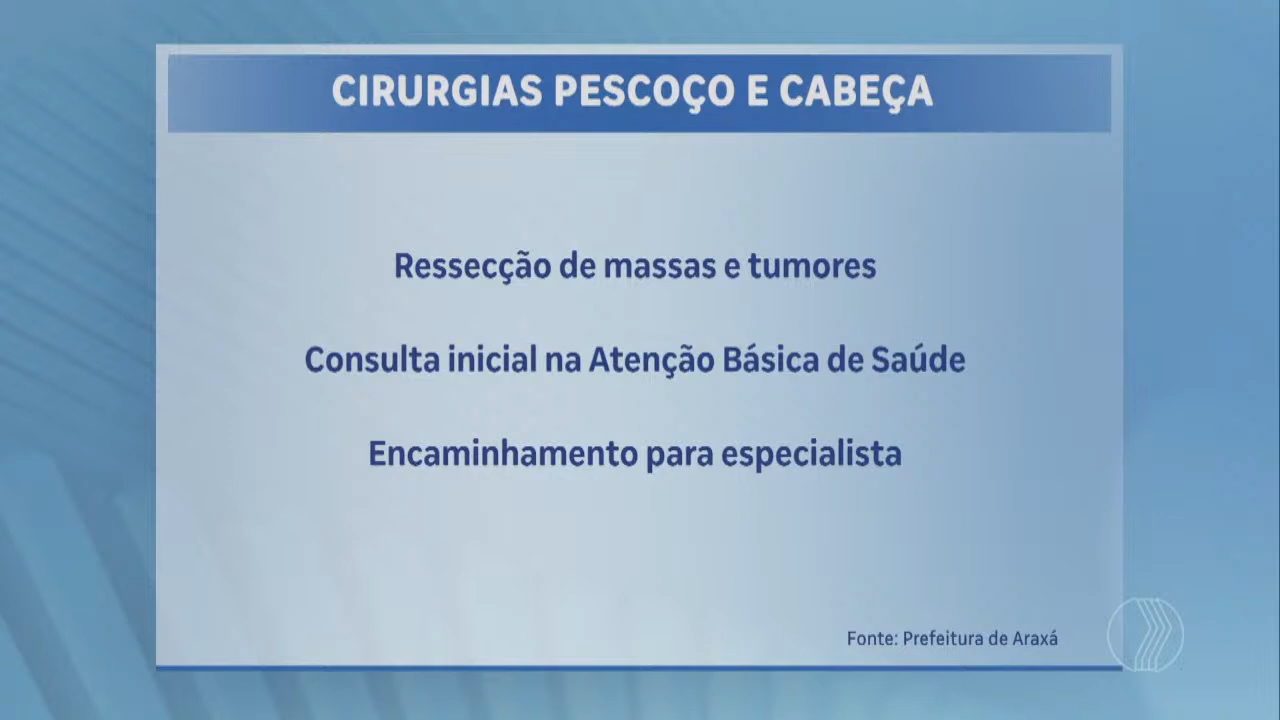 CIRURGIAS PESCOÇO E CABEÇA
Ressecção de massas e tumores
Consulta inicial na Atenção Básica de Saúde
Encaminhamento para especialista
Fonte: Prefeitura de Araxá